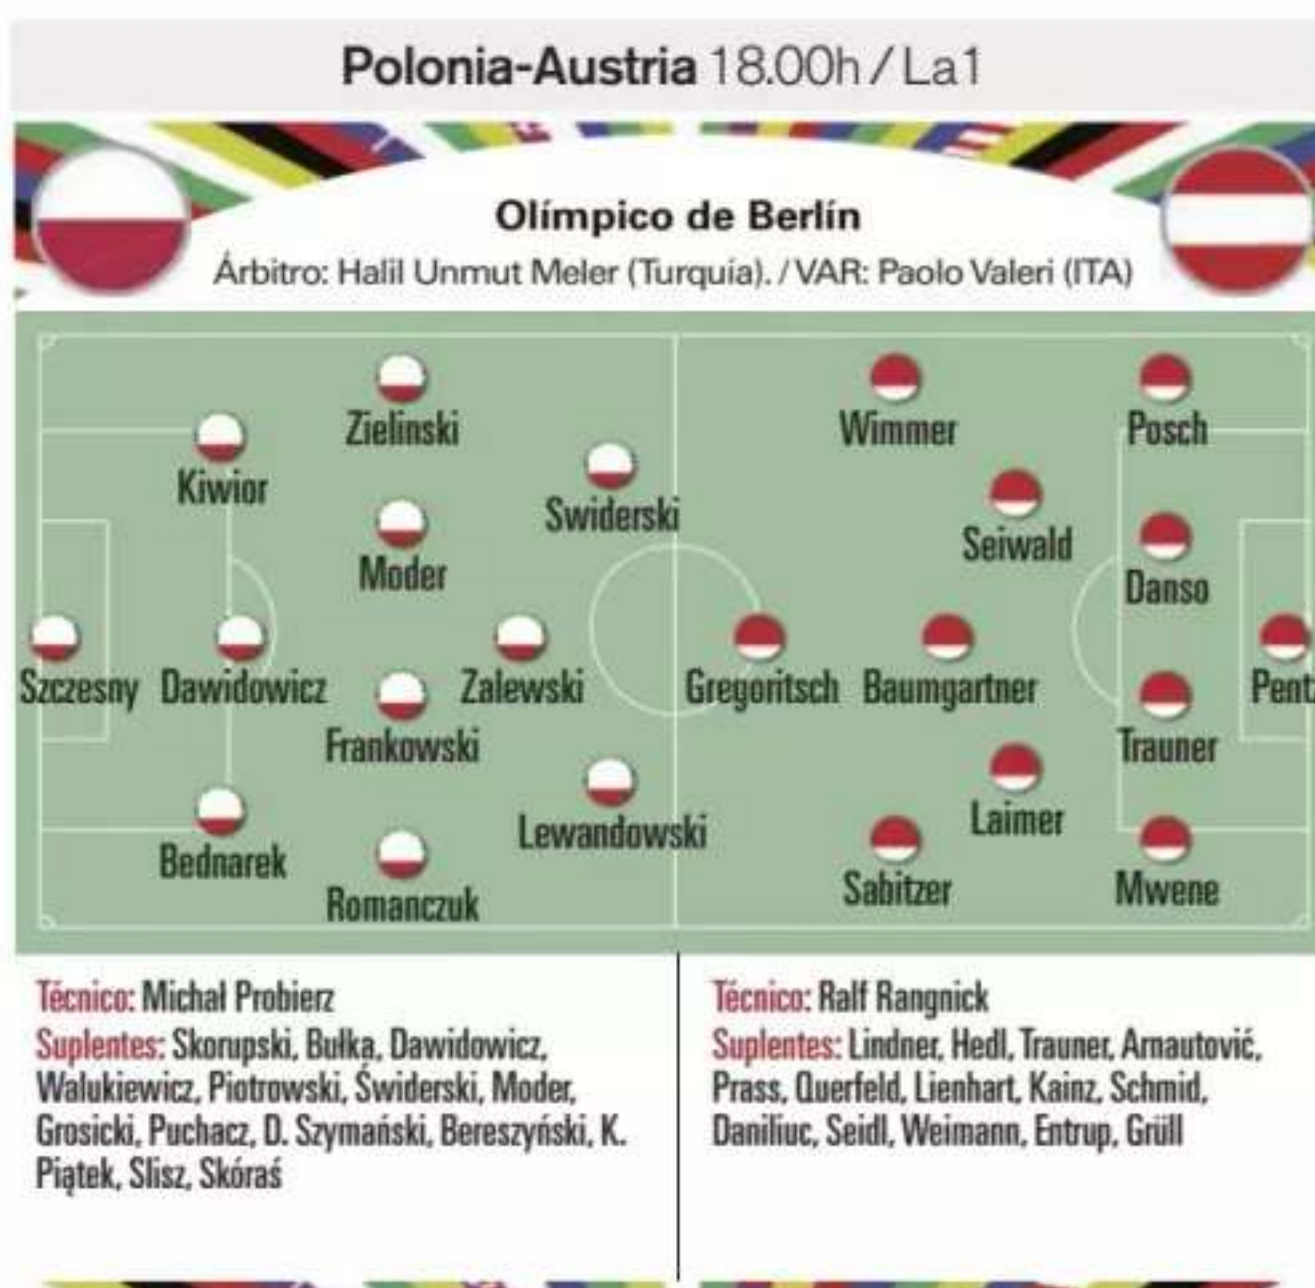 Polonia-Austria 18.00h / La1
Olímpico de Berlín
Árbitro: Halil Unmut Meler (Turquía). / VAR: Paolo Valeri (ITA)
Zielinski
Wimmer
Posch
Kiwior
Swiderski
Seiwald
Moder
Danso
Szczesny
Dawidowicz
Zalewski
Gregoritsch
Baumgartner
Pentz
Frankowski
Trauner
Lewandowski
Laimer
Bednarek
Romanczuk
Sabitzer
Mwene
Técnico: Michał Probierz
Suplentes: Skorupski, Bułka, Dawidowicz,
Walukiewicz, Piotrowski, Świderski, Moder,
Grosicki, Puchacz, D. Szymański, Bereszyński, K.
Piątek, Slisz, Skóraś
Técnico: Ralf Rangnick
Suplentes: Lindner, Hedl, Trauner, Arnautović,
Prass, Querfeld, Lienhart, Kainz, Schmid,
Daniliuc, Seidl, Weimann, Entrup, Grüll